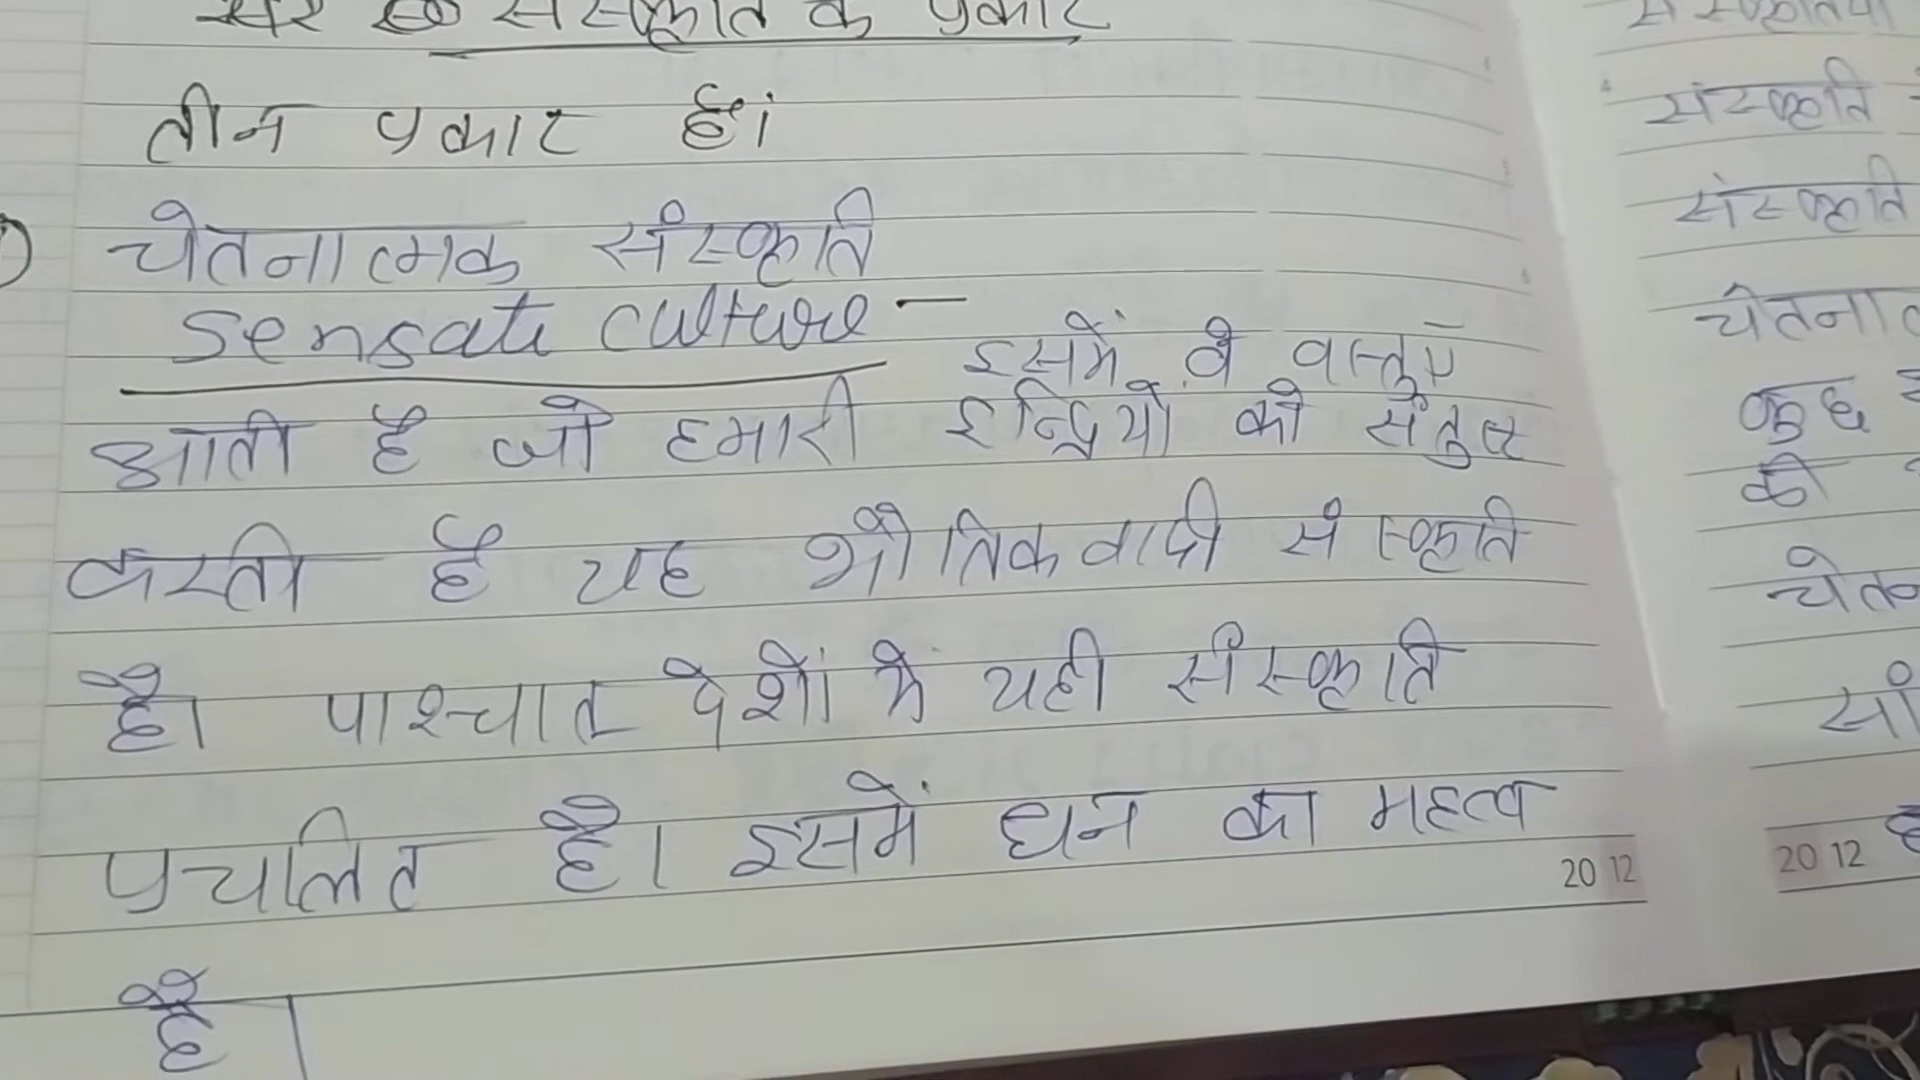 संस्कृति के प्रकार
तीन प्रकार हैं।
चेतनात्मक संस्कृति
Sensate culture —
इसमें वे वस्तुएं
आती है जो हमारी इन्द्रियों को संतुष्ट
करती है यह भौतिकवादी संस्कृति
है। पाश्चात देशों में यही संस्कृति
प्रचलित है। इसमें धन का महत्व
है।
20 12
संस्कृति
संस्कृति
कुछ
की
20 12